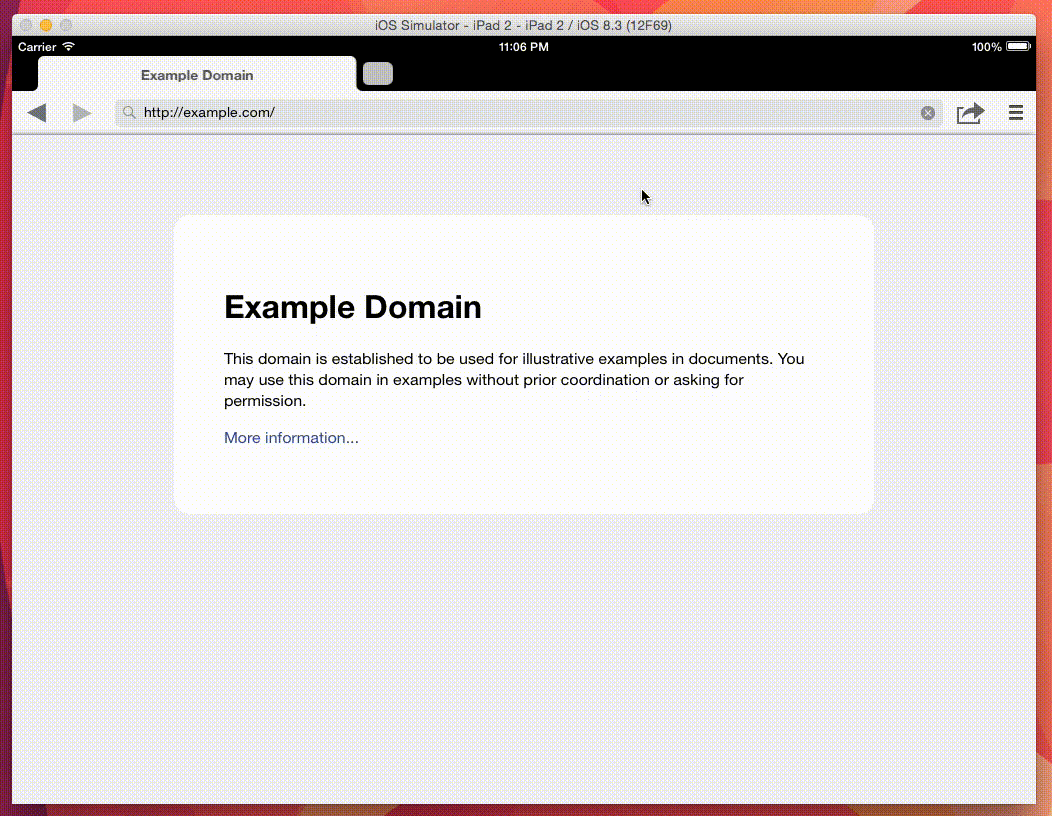 iOS Simulator - iPad 2 - iPad 2 / iOS 8.3 (12F69)
Carrier 11:06 PM 100%
Example Domain
http://example.com/
Example Domain
This domain is established to be used for illustrative examples in documents. You
may use this domain in examples without prior coordination or asking for
permission.
More information...